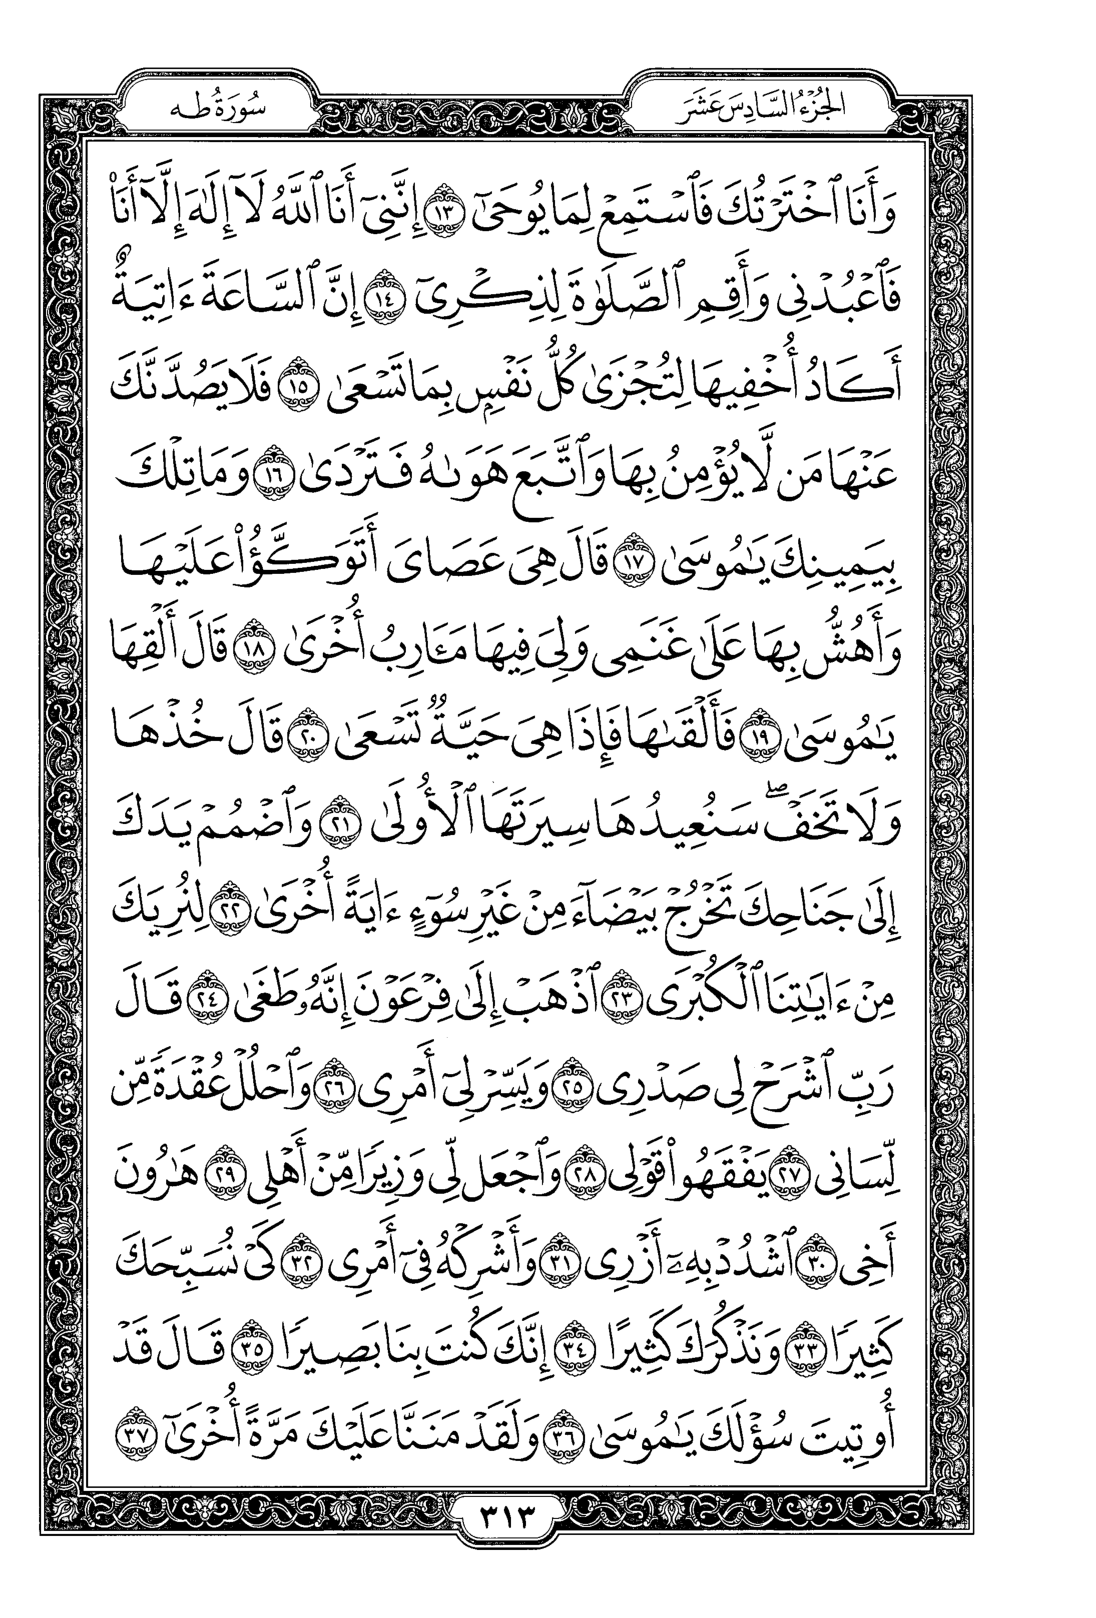 الجُزْءُ السَّادِسَ عَشَرَ
سُورَةُ طه
وَأَنَا ٱخْتَرْتُكَ فَٱسْتَمِعْ لِمَا يُوحَىٰٓ ١٣ إِنَّنِىٓ أَنَا ٱللَّهُ لَآ إِلَٰهَ إِلَّآ أَنَا۠
فَٱعْبُدْنِى وَأَقِمِ ٱلصَّلَوٰةَ لِذِكْرِىٓ ١٤ إِنَّ ٱلسَّاعَةَ ءَاتِيَةٌ
أَكَادُ أُخْفِيهَا لِتُجْزَىٰ كُلُّ نَفْسٍۭ بِمَا تَسْعَىٰ ١٥ فَلَا يَصُدَّنَّكَ
عَنْهَا مَن لَّا يُؤْمِنُ بِهَا وَٱتَّبَعَ هَوَىٰهُ فَتَرْدَىٰ ١٦ وَمَا تِلْكَ
بِيَمِينِكَ يَٰمُوسَىٰ ١٧ قَالَ هِىَ عَصَاىَ أَتَوَكَّؤُا۟ عَلَيْهَا
وَأَهُشُّ بِهَا عَلَىٰ غَنَمِى وَلِىَ فِيهَا مَـَٔارِبُ أُخْرَىٰ ١٨ قَالَ أَلْقِهَا
يَٰمُوسَىٰ ١٩ فَأَلْقَىٰهَا فَإِذَا هِىَ حَيَّةٌ تَسْعَىٰ ٢٠ قَالَ خُذْهَا
وَلَا تَخَفْ ۖ سَنُعِيدُهَا سِيرَتَهَا ٱلْأُولَىٰ ٢١ وَٱضْمُمْ يَدَكَ
إِلَىٰ جَنَاحِكَ تَخْرُجْ بَيْضَآءَ مِنْ غَيْرِ سُوٓءٍ ءَايَةً أُخْرَىٰ ٢٢ لِنُرِيَكَ
مِنْ ءَايَٰتِنَا ٱلْكُبْرَى ٢٣ ٱذْهَبْ إِلَىٰ فِرْعَوْنَ إِنَّهُۥ طَغَىٰ ٢٤ قَالَ
رَبِّ ٱشْرَحْ لِى صَدْرِى ٢٥ وَيَسِّرْ لِىٓ أَمْرِى ٢٦ وَٱحْلُلْ عُقْدَةً مِّن
لِّسَانِى ٢٧ يَفْقَهُوا۟ قَوْلِى ٢٨ وَٱجْعَل لِّى وَزِيرًا مِّنْ أَهْلِى ٢٩ هَٰرُونَ
أَخِى ٣٠ ٱشْدُدْ بِهِۦٓ أَزْرِى ٣١ وَأَشْرِكْهُ فِىٓ أَمْرِى ٣٢ كَىْ نُسَبِّحَكَ
كَثِيرًا ٣٣ وَنَذْكُرَكَ كَثِيرًا ٣٤ إِنَّكَ كُنتَ بِنَا بَصِيرًا ٣٥ قَالَ قَدْ
أُوتِيتَ سُؤْلَكَ يَٰمُوسَىٰ ٣٦ وَلَقَدْ مَنَنَّا عَلَيْكَ مَرَّةً أُخْرَىٰٓ ٣٧
٣١٣